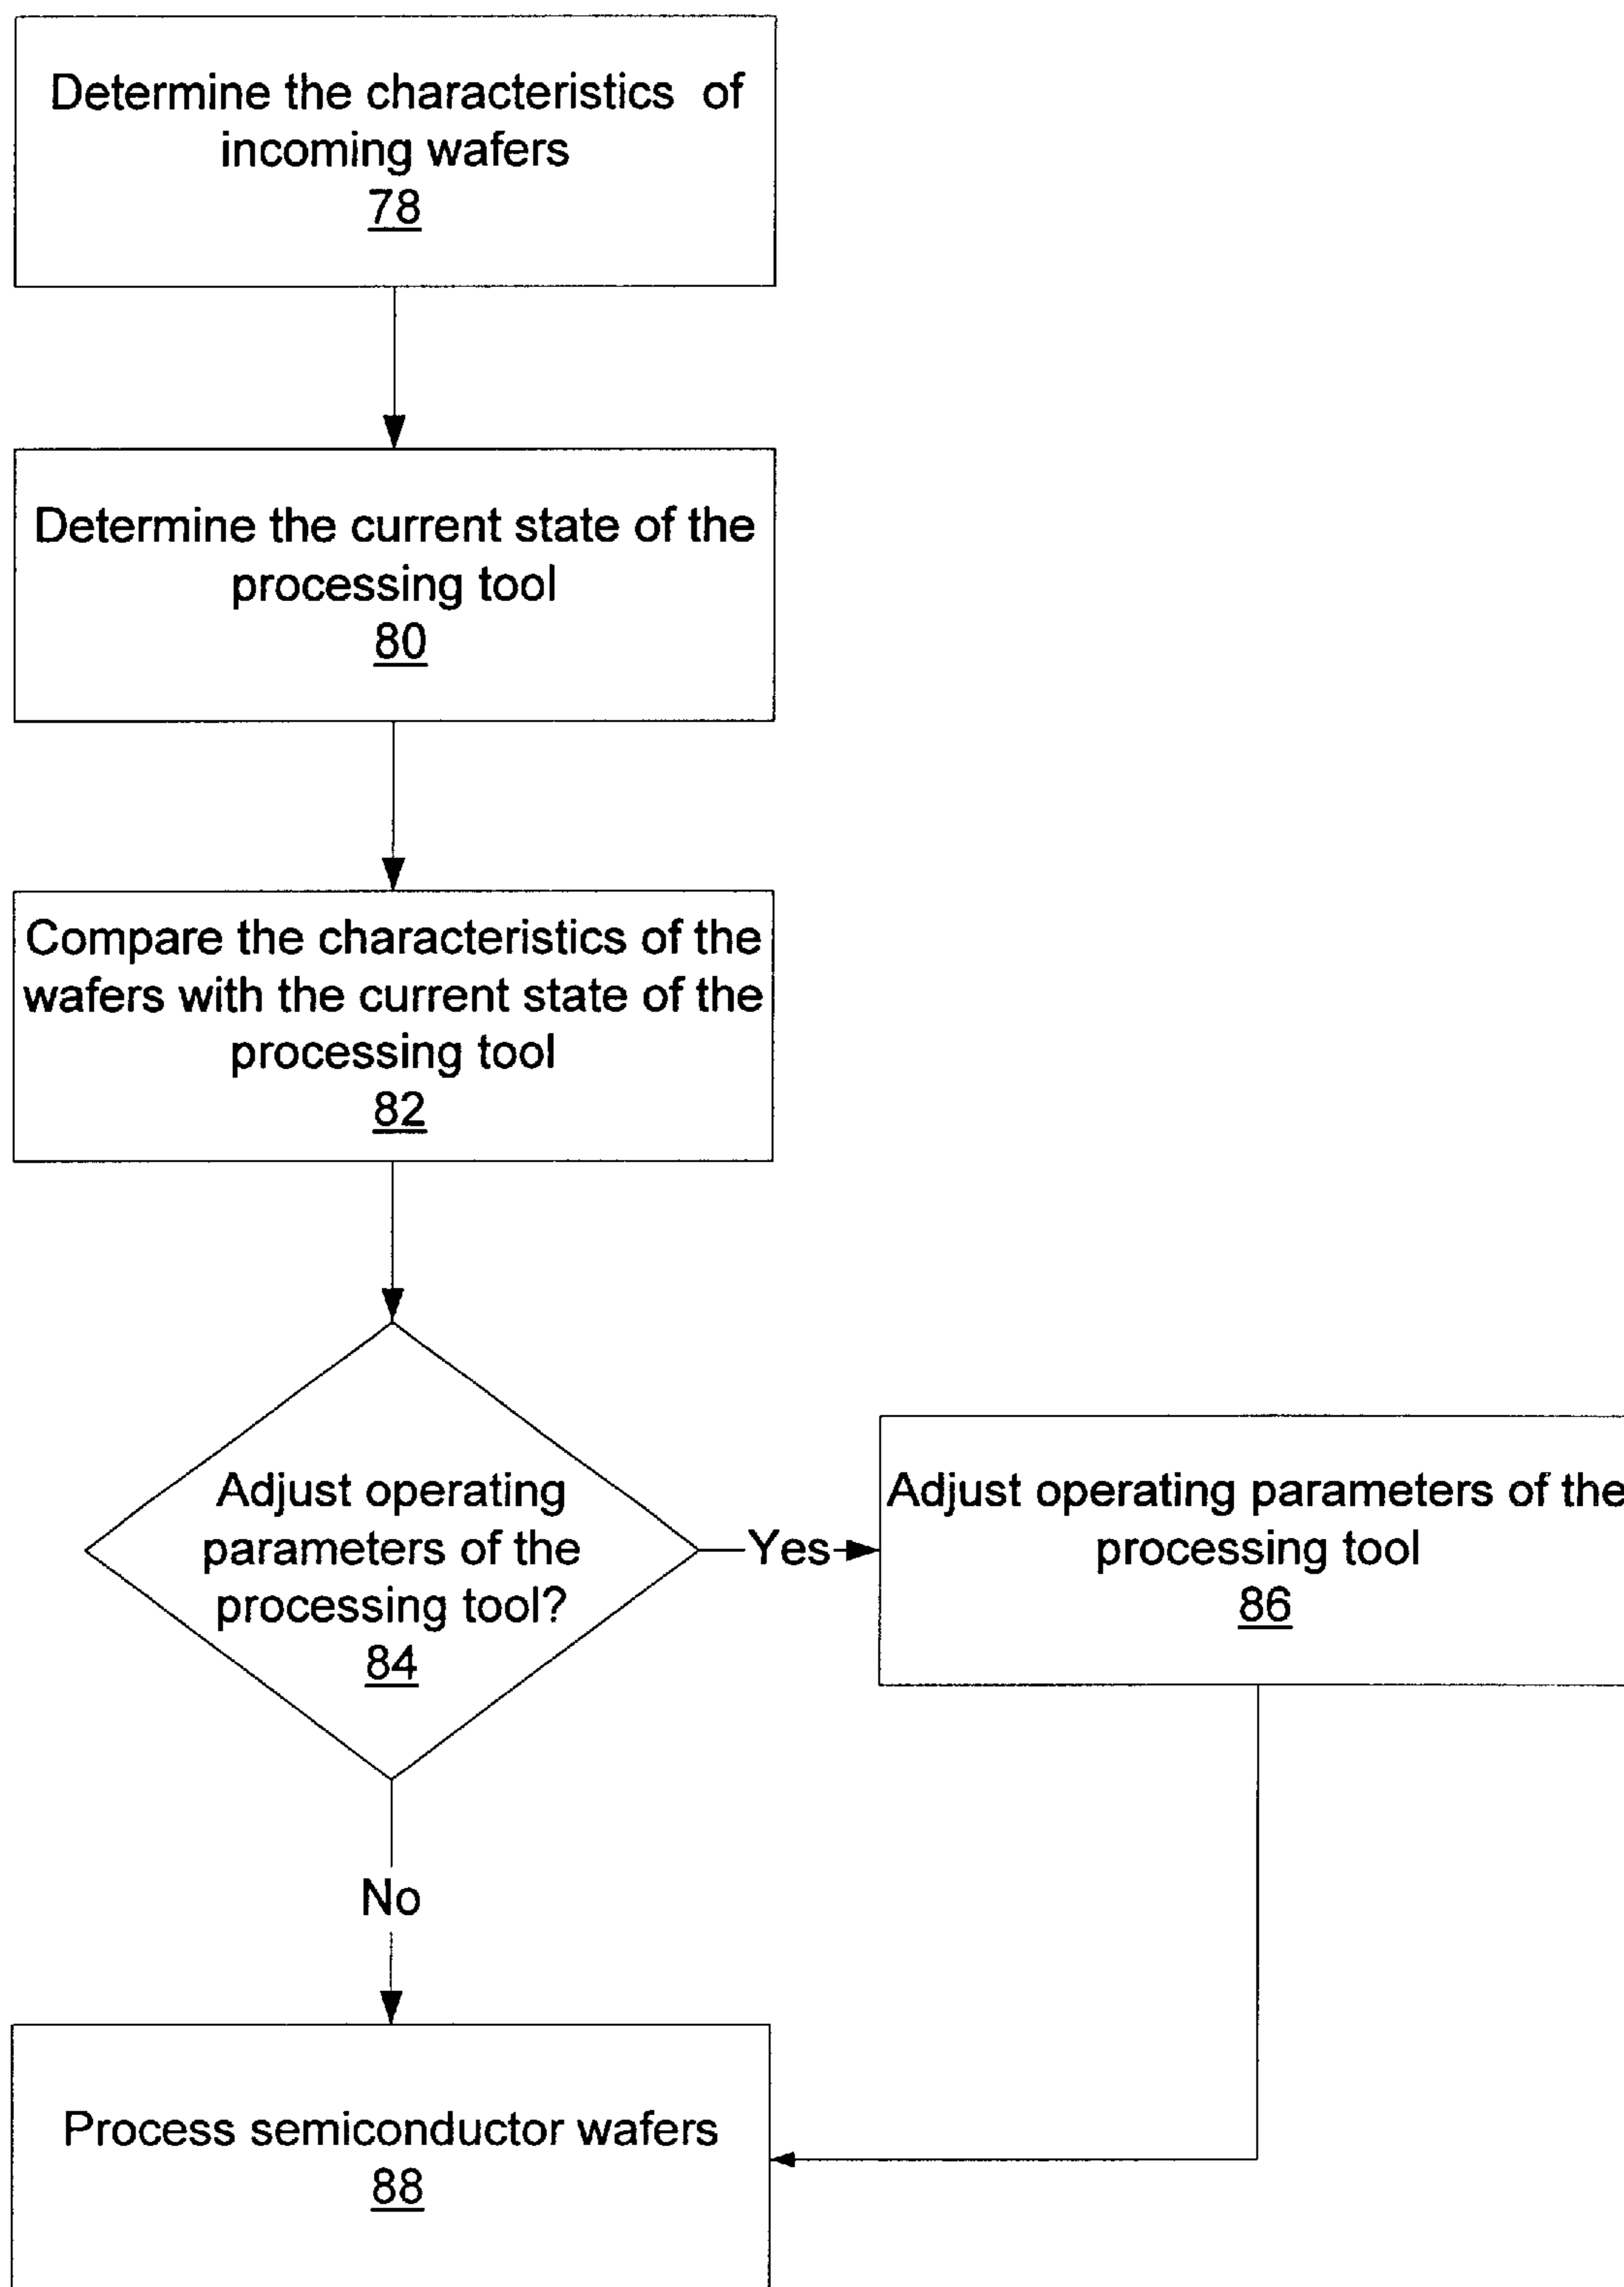 Determine the characteristics of
incoming wafers
78
Determine the current state of the
processing tool
80
Compare the characteristics of the
wafers with the current state of the
processing tool
82
Adjust operating
parameters of the
processing tool?
84
Yes
Adjust operating parameters of the
processing tool
86
No
Process semiconductor wafers
88